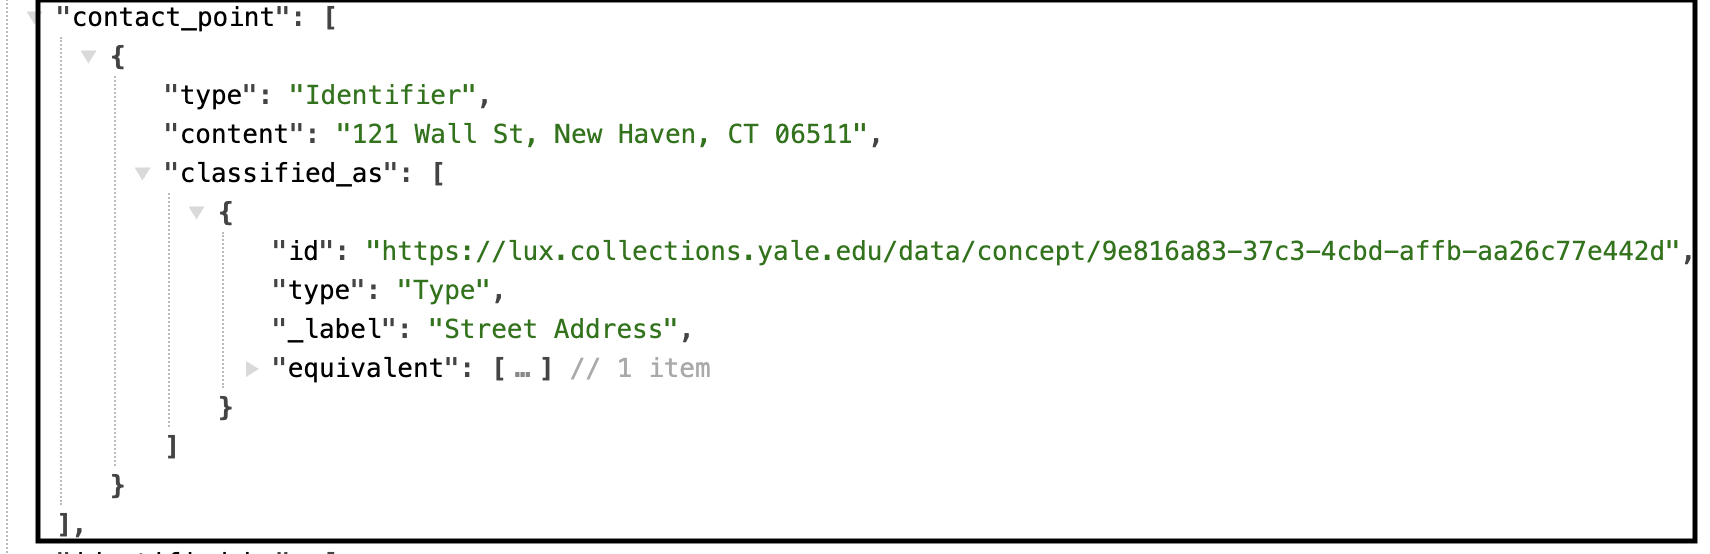 "contact_point": [
{
"type": "Identifier",
"content": "121 Wall St, New Haven, CT 06511",
"classified_as": [
{
"id": "https://lux.collections.yale.edu/data/concept/9e816a83-37c3-4cbd-affb-aa26c77e442d",
"type": "Type",
"_label": "Street Address",
"equivalent": [ … ] // 1 item
}
]
}
],